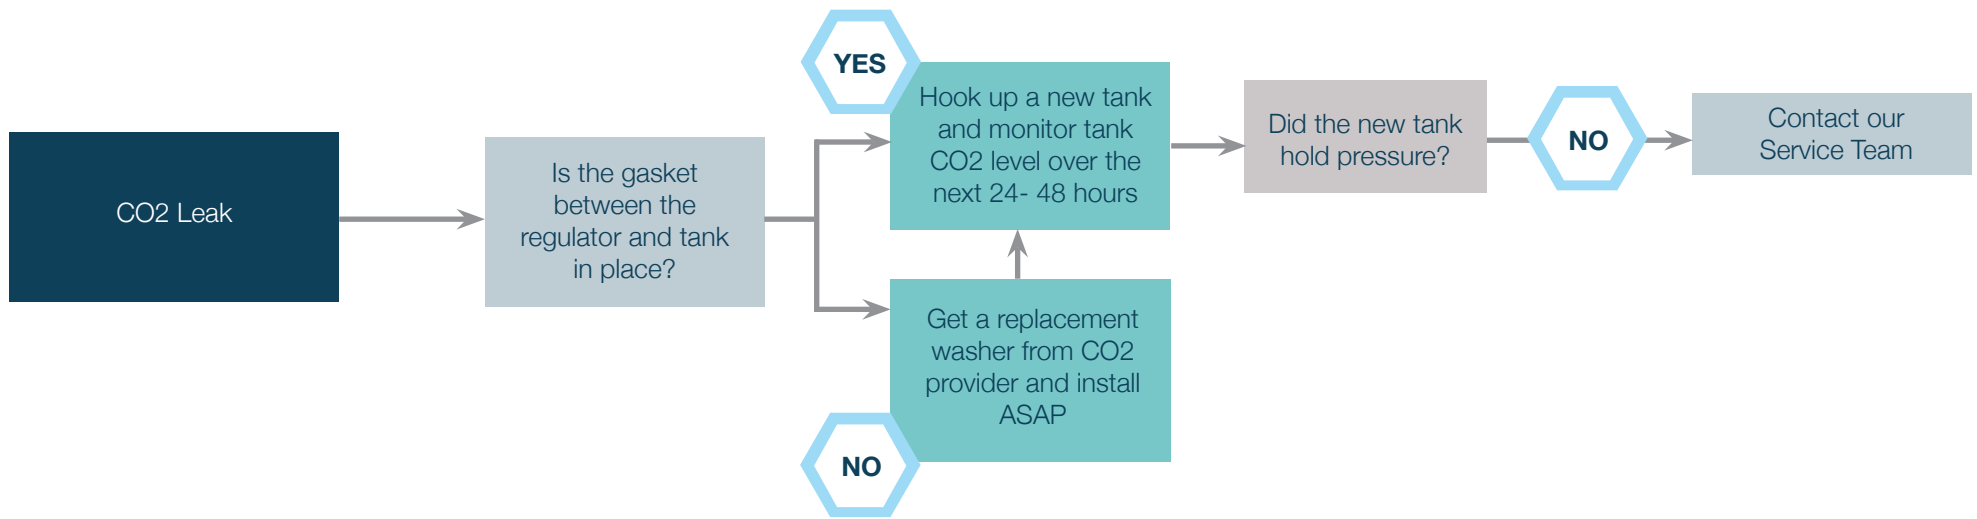 CO2 Leak
Is the gasket
between the
regulator and tank
in place?
YES
Hook up a new tank
and monitor tank
CO2 level over the
next 24- 48 hours
NO
Get a replacement
washer from CO2
provider and install
ASAP
Did the new tank
hold pressure?
NO
Contact our
Service Team